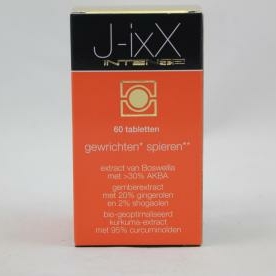 J-ixX
INTENSE
60 tabletten
gewrichten* spieren**
extract van Boswellia
met >30% AKBA
gemberextract
met 20% gingerolen
en 2% shogaolen
bio-geoptimaliseerd
kurkuma-extract
met 95% curcuminoïden